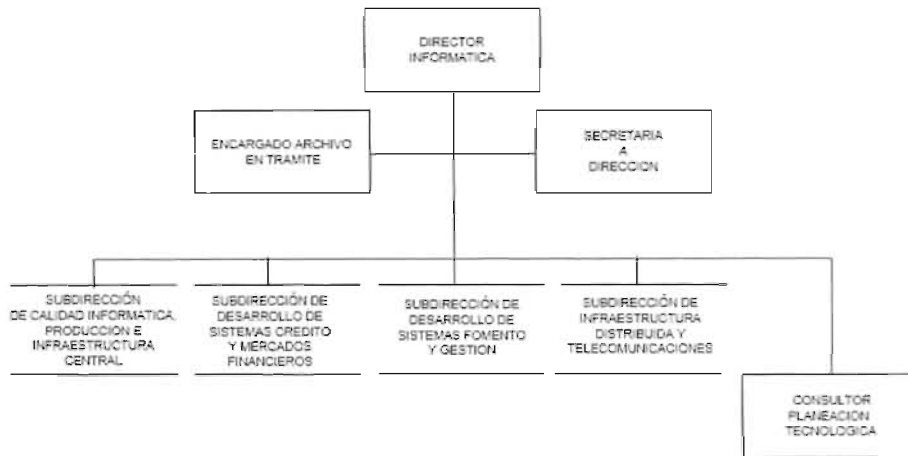 DIRECTOR
INFORMATICA
ENCARGADO ARCHIVO
EN TRAMITE
SECRETARIA
A
DIRECCION
SUBDIRECCIÓN
DE CALIDAD INFORMATICA,
PRODUCCION E
INFRAESTRUCTURA
CENTRAL
SUBDIRECCIÓN DE
DESARROLLO DE
SISTEMAS CREDITO
Y MERCADOS
FINANCIEROS
SUBDIRECCIÓN DE
DESARROLLO DE
SISTEMAS FOMENTO
Y GESTION
SUBDIRECCIÓN DE
INFRAESTRUCTURA
DISTRIBUIDA Y
TELECOMUNICACIONES
CONSULTOR
PLANEACION
TECNOLOGICA